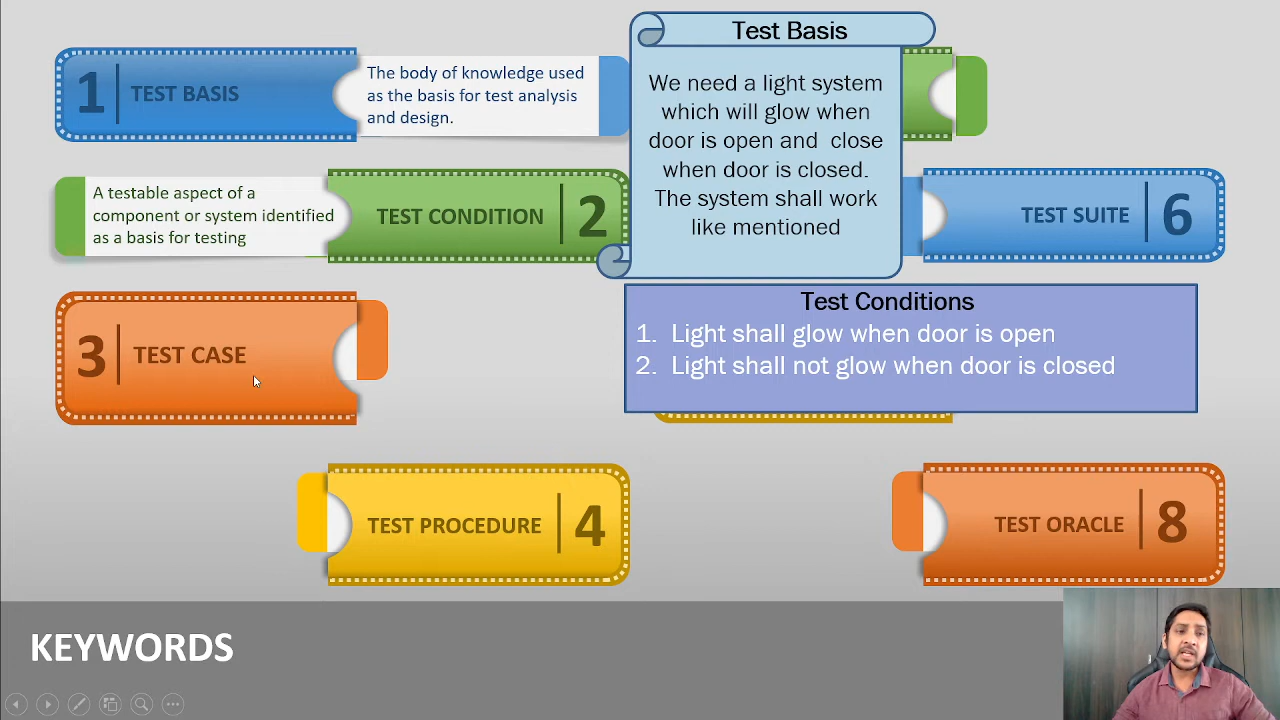 1
TEST BASIS
The body of knowledge used
as the basis for test analysis
and design.
A testable aspect of a
component or system identified
as a basis for testing
TEST CONDITION
2
3
TEST CASE
TEST PROCEDURE
4
Test Basis
We need a light system
which will glow when
door is open and close
when door is closed.
The system shall work
like mentioned
TEST SUITE
6
Test Conditions
1. Light shall glow when door is open
2. Light shall not glow when door is closed
TEST ORACLE
8
KEYWORDS